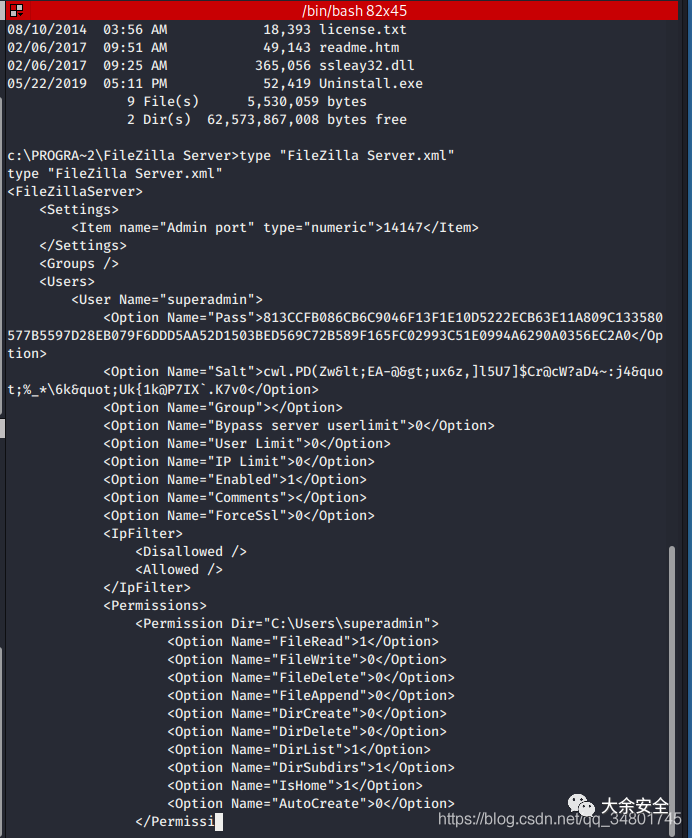 /bin/bash 82x45
08/10/2014  03:56 AM            18,393 license.txt
02/06/2017  09:51 AM            49,143 readme.htm
02/06/2017  09:25 AM           365,056 ssleay32.dll
05/22/2019  05:11 PM            52,419 Uninstall.exe
               9 File(s)      5,530,059 bytes
               2 Dir(s)  62,573,867,008 bytes free
c:\PROGRA~2\FileZilla Server>type "FileZilla Server.xml"
type "FileZilla Server.xml"
<FileZillaServer>
    <Settings>
        <Item name="Admin port" type="numeric">14147</Item>
    </Settings>
    <Groups />
    <Users>
        <User Name="superadmin">
            <Option Name="Pass">813CCFB086CB6C9046F13F1E10D5222ECB63E11A809C133580
577B5597D28EB079F6DDD5AA52D1503BED569C72B589F165FC02993C51E0994A6290A0356EC2A0</Op
tion>
            <Option Name="Salt">cwl.PD(Zw&lt;EA-@&gt;ux6z,]l5U7]$Cr@cW?aD4~:j4&quo
t;%_*\6k&quot;Uk{1k@P7IX`.K7v0</Option>
            <Option Name="Group"></Option>
            <Option Name="Bypass server userlimit">0</Option>
            <Option Name="User Limit">0</Option>
            <Option Name="IP Limit">0</Option>
            <Option Name="Enabled">1</Option>
            <Option Name="Comments"></Option>
            <Option Name="ForceSsl">0</Option>
            <IpFilter>
                <Disallowed />
                <Allowed />
            </IpFilter>
            <Permissions>
                <Permission Dir="C:\Users\superadmin">
                    <Option Name="FileRead">1</Option>
                    <Option Name="FileWrite">0</Option>
                    <Option Name="FileDelete">0</Option>
                    <Option Name="FileAppend">0</Option>
                    <Option Name="DirCreate">0</Option>
                    <Option Name="DirDelete">0</Option>
                    <Option Name="DirList">1</Option>
                    <Option Name="DirSubdirs">1</Option>
                    <Option Name="IsHome">1</Option>
                    <Option Name="AutoCreate">0</Option>
                </Permissi
大余安全
https://blog.csdn.net/qq_34801745